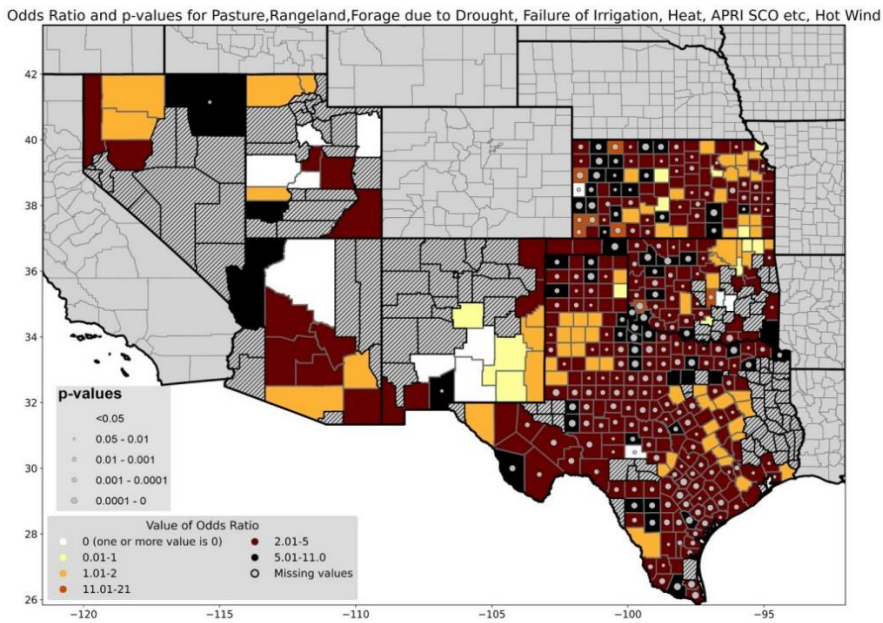 Odds Ratio and p-values for Pasture,Rangeland,Forage due to Drought, Failure of Irrigation, Heat, APRI SCO etc, Hot Wind
42
40
38
36
34
32
30
28
26
p-values
<0.05
0.05 - 0.01
0.01 - 0.001
0.001 - 0.0001
0.0001 - 0
Value of Odds Ratio
0 (one or more value is 0)
0.01-1
1.01-2
11.01-21
2.01-5
5.01-11.0
Missing values
−120
−115
−110
−105
−100
−95